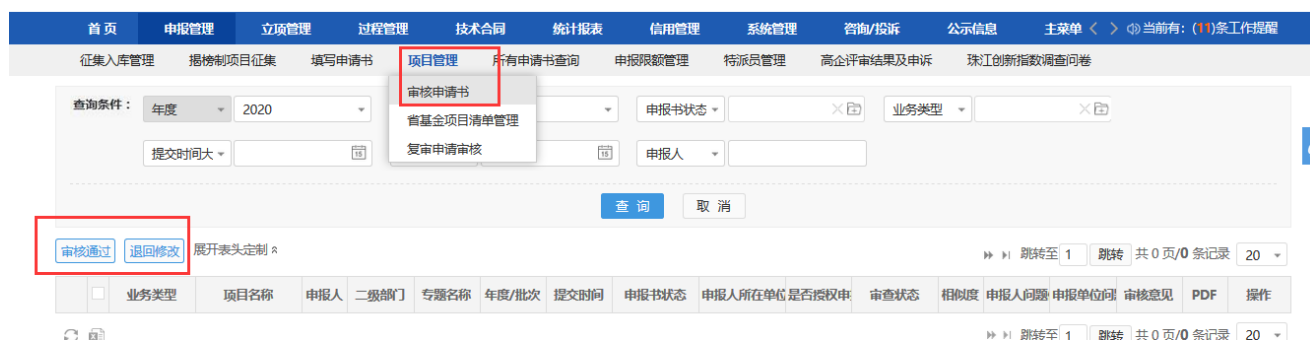 首页 申报管理 立项管理 过程管理 技术合同 统计报表 信用管理 系统管理 咨询/投诉 公示信息 主菜单 < > 当前有: (11)条工作提醒
征集入库管理 揭榜制项目征集 填写申请书 项目管理 所有申请书查询 申报限额管理 特派员管理 高企评审结果及申诉 珠江创新指数调查问卷
审核申请书
省基金项目清单管理
复审申请审核
查询条件： 年度 2020 申报书状态 业务类型
提交时间大 15 15 申报人
查询 取消
审核通过 退回修改 展开表头定制 跳转至 1 跳转 共 0 页/0 条记录 20
业务类型 项目名称 申报人 二级部门 专题名称 年度/批次 提交时间 申报书状态 申报人所在单位 是否授权申 审查状态 相似度 申报人问题 申报单位问 审核意见 PDF 操作
跳转至 1 跳转 共 0 页/0 条记录 20